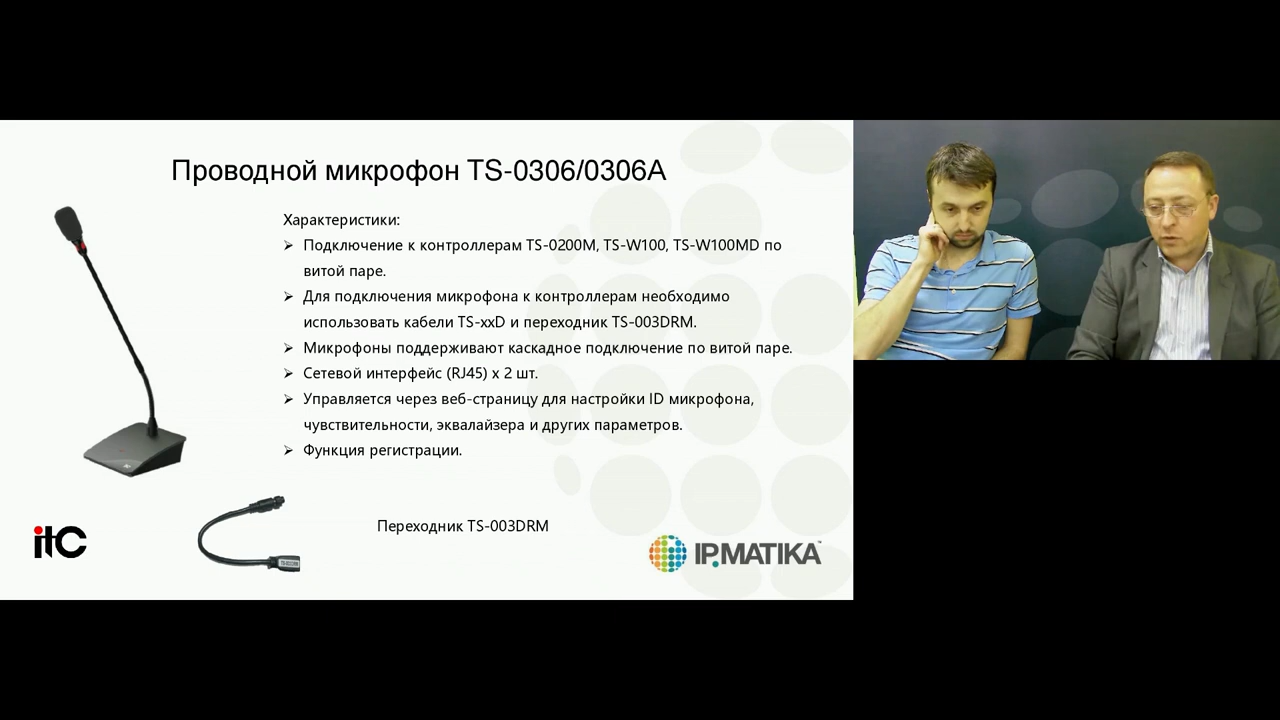 Проводной микрофон TS-0306/0306A
Характеристики:
Подключение к контроллерам TS-0200M, TS-W100, TS-W100MD по
витой паре.
Для подключения микрофона к контроллерам необходимо
использовать кабели TS-xxD и переходник TS-003DRM.
Микрофоны поддерживают каскадное подключение по витой паре.
Сетевой интерфейс (RJ45) x 2 шт.
Управляется через веб-страницу для настройки ID микрофона,
чувствительности, эквалайзера и других параметров.
Функция регистрации.
Переходник TS-003DRM
itC
IPMATIKA™